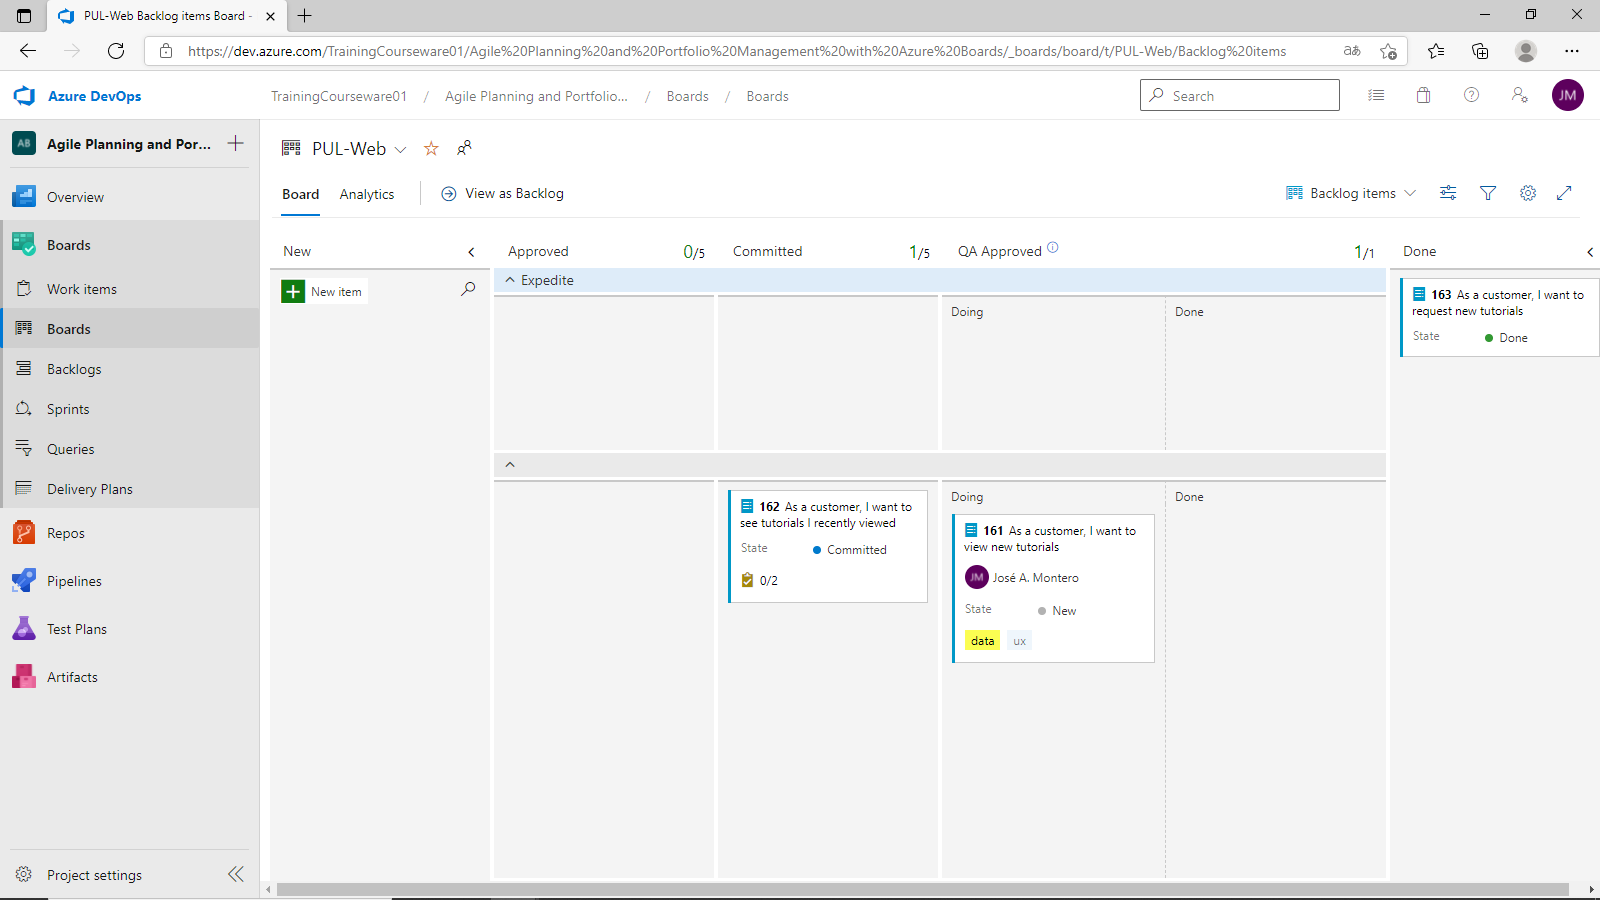 PUL-Web Backlog items Board -
https://dev.azure.com/TrainingCourseware01/Agile%20Planning%20and%20Portfolio%20Management%20with%20Azure%20Boards/_boards/board/t/PUL-Web/Backlog%20items
aあ
Azure DevOps
TrainingCourseware01 / Agile Planning and Portfolio... / Boards / Boards
Search
JM
AB Agile Planning and Por...
Overview
Boards
Work items
Boards
Backlogs
Sprints
Queries
Delivery Plans
Repos
Pipelines
Test Plans
Artifacts
Project settings
PUL-Web
Board Analytics View as Backlog
Backlog items
New
Approved 0/5
Committed 1/5
QA Approved 1/1
Done
New item
Expedite
Doing
Done
163 As a customer, I want to
request new tutorials
State Done
162 As a customer, I want to
see tutorials I recently viewed
State Committed
0/2
Doing
Done
161 As a customer, I want to
view new tutorials
JM José A. Montero
State New
data ux